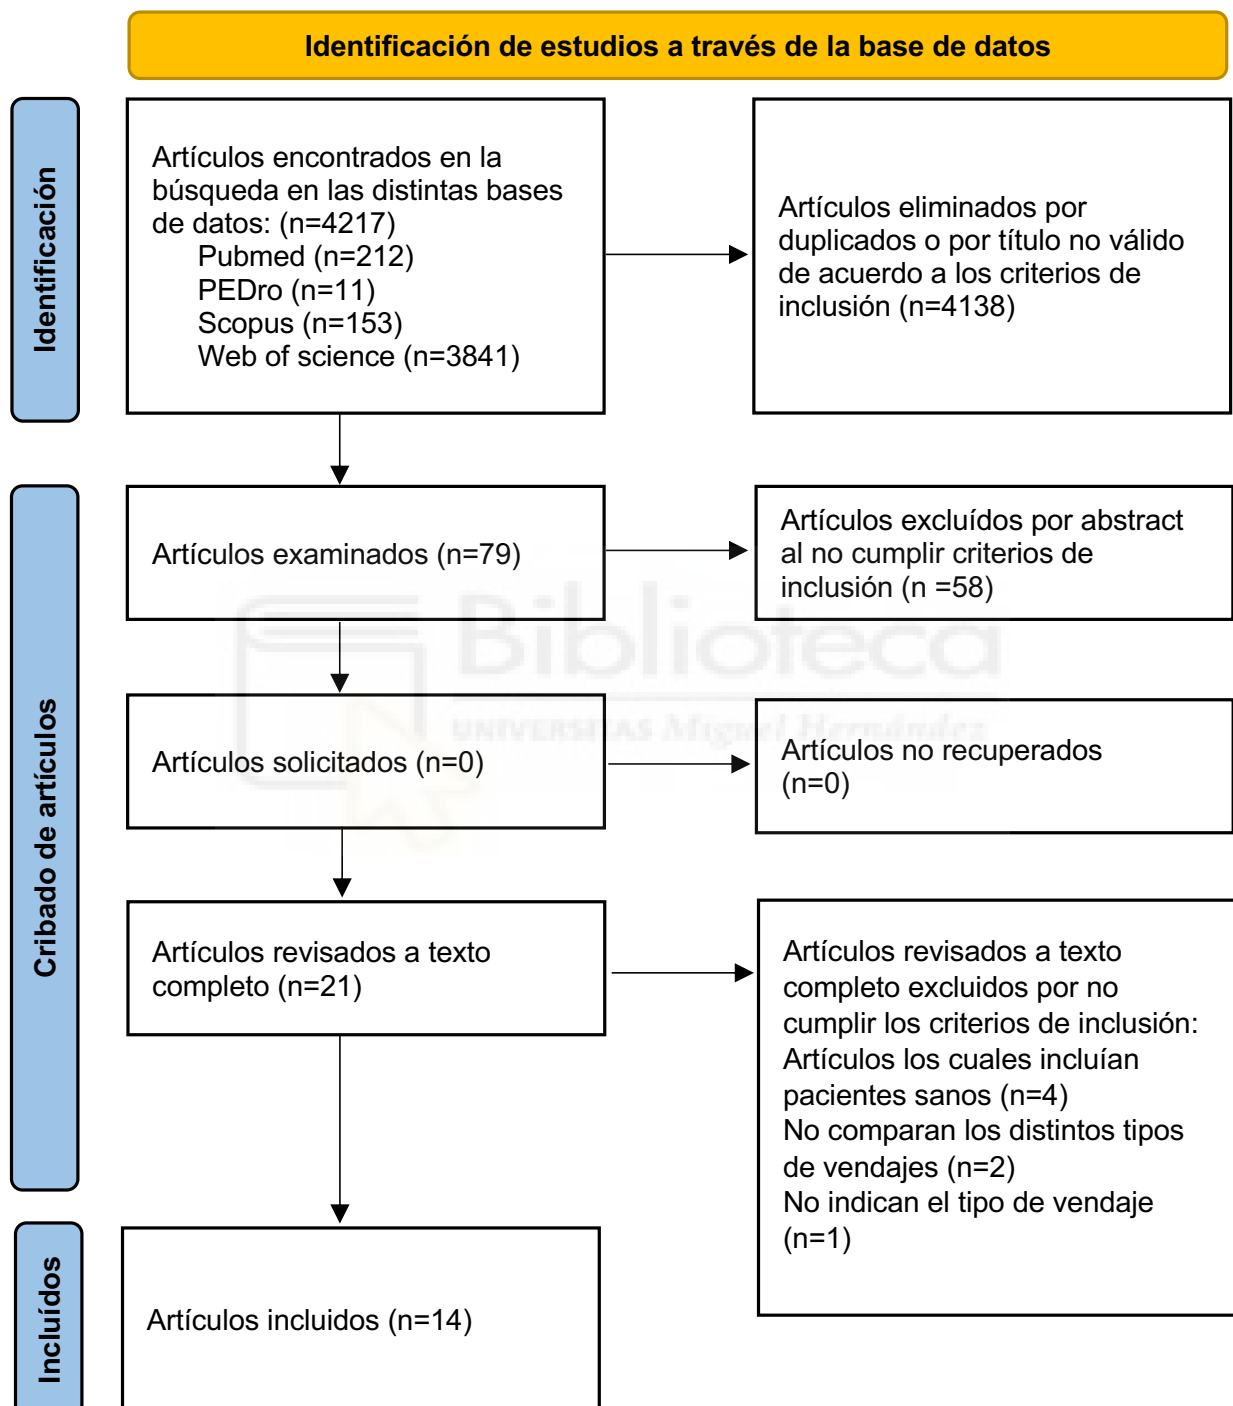 Identificación de estudios a través de la base de datos
Identificación
Artículos encontrados en la
búsqueda en las distintas bases
de datos: (n=4217)
Pubmed (n=212)
PEDro (n=11)
Scopus (n=153)
Web of science (n=3841)
Artículos eliminados por
duplicados o por título no válido
de acuerdo a los criterios de
inclusión (n=4138)
Cribado de artículos
Artículos examinados (n=79)
Artículos excluídos por abstract
al no cumplir criterios de
inclusión (n =58)
Biblioteca
UNIVERSITAS Miguel Hernández
Artículos solicitados (n=0)
Artículos no recuperados
(n=0)
Artículos revisados a texto
completo (n=21)
Artículos revisados a texto
completo excluidos por no
cumplir los criterios de inclusión:
Artículos los cuales incluían
pacientes sanos (n=4)
No comparan los distintos tipos
de vendajes (n=2)
No indican el tipo de vendaje
(n=1)
Incluídos
Artículos incluidos (n=14)